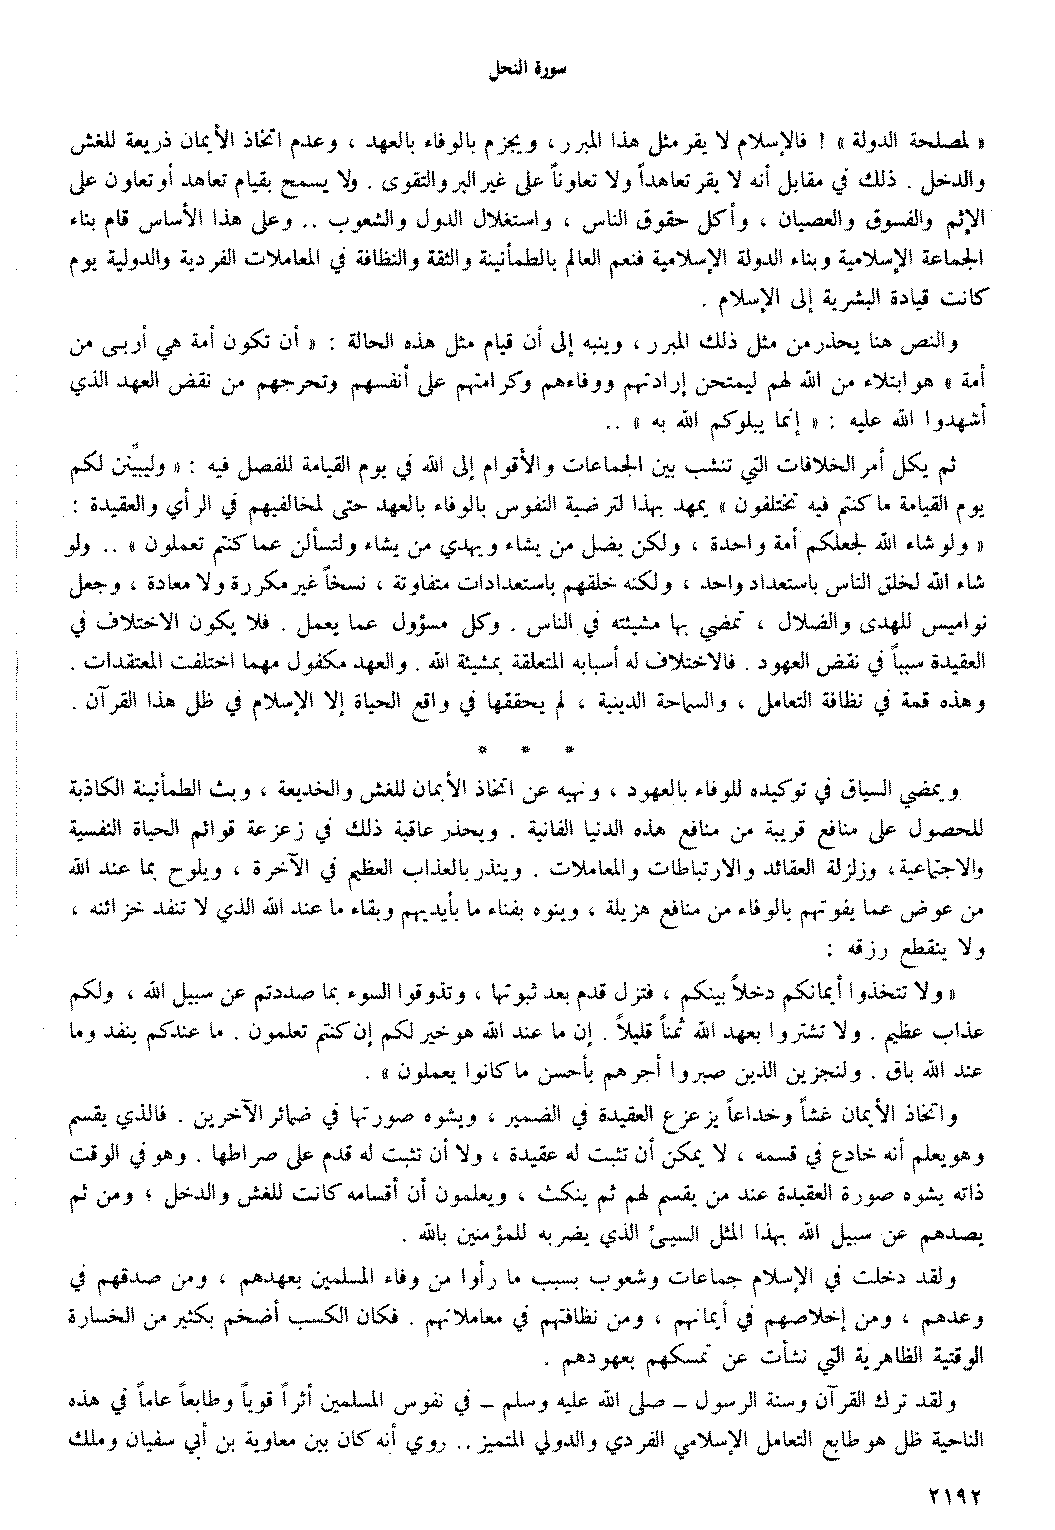 سورة النحل
« لمصلحة الدولة » ! فالإسلام لا يقر مثل هذا المبرر ، ويجزم بالوفاء بالعهد ، وعدم اتخاذ الأيمان ذريعة للغش
والدخل . ذلك في مقابل أنه لا يقر تعاهداً ولا تعاوناً على غير البر والتقوى . ولا يسمح بقيام تعاهد أو تعاون على
الإثم والفسوق والعصيان ، وأكل حقوق الناس ، واستغلال الدول والشعوب .. وعلى هذا الأساس قام بناء
الجماعة الإسلامية وبناء الدولة الإسلامية فنعم العالم بالطمأنينة والثقة والنظافة في المعاملات الفردية والدولية يوم
كانت قيادة البشرية إلى الإسلام .
والنص هنا يحذر من مثل ذلك المبرر ، وينبه إلى أن قيام مثل هذه الحالة : « أن تكون أمة هي أربى من
أمة » هو ابتلاء من الله لهم ليمتحن إرادتهم ووفاءهم وكرامتهم على أنفسهم وتحرجهم من نقض العهد الذي
أشهدوا الله عليه : « إنما يبلوكم الله به » ..
ثم يكل أمر الخلافات التي تنشب بين الجماعات والأقوام إلى الله في يوم القيامة للفصل فيه : « وليبيّنن لكم
يوم القيامة ما كنتم فيه تختلفون » يمهد بهذا لترضية النفوس بالوفاء بالعهد حتى لمخالفيهم في الرأي والعقيدة :
« ولو شاء الله لجعلكم أمة واحدة ، ولكن يضل من يشاء ويهدي من يشاء ولتسألن عما كنتم تعملون » .. ولو
شاء الله لخلق الناس باستعداد واحد ، ولكنه خلقهم باستعدادات متفاوتة ، نسخاً غير مكررة ولا معادة ، وجعل
نواميس للهدى والضلال ، تمضي بها مشيئته في الناس . وكل مسؤول عما يعمل . فلا يكون الاختلاف في
العقيدة سبباً في نقض العهود . فالاختلاف له أسبابه المتعلقة بمشيئة الله . والعهد مكفول مهما اختلفت المعتقدات .
وهذه قمة في نظافة التعامل ، والسماحة الدينية ، لم يحققها في واقع الحياة إلا الإسلام في ظل هذا القرآن .
* * *
ويمضي السياق في توكيده للوفاء بالعهود ، ونهيه عن اتخاذ الأيمان للغش والخديعة ، وبث الطمأنينة الكاذبة
للحصول على منافع قريبة من منافع هذه الدنيا الفانية . ويحذر عاقبة ذلك في زعزعة قوائم الحياة النفسية
والاجتماعية ، وزلزلة العقائد والارتباطات والمعاملات . وينذر بالعذاب العظيم في الآخرة ، ويلوح بما عند الله
من عوض عما يفوتهم بالوفاء من منافع هزيلة ، وينوه بفناء ما بأيديهم وبقاء ما عند الله الذي لا تنفد خزائنه ،
ولا ينقطع رزقه :
« ولا تتخذوا أيمانكم دخلاً بينكم ، فتزل قدم بعد ثبوتها ، وتذوقوا السوء بما صددتم عن سبيل الله ، ولكم
عذاب عظيم . ولا تشتروا بعهد الله ثمناً قليلاً . إن ما عند الله هو خير لكم إن كنتم تعلمون . ما عندكم ينفد وما
عند الله باق . ولنجزين الذين صبروا أجرهم بأحسن ما كانوا يعملون » .
واتخاذ الأيمان غشاً وخداعاً يزعزع العقيدة في الضمير ، ويشوه صورتها في ضمائر الآخرين . فالذي يقسم
وهو يعلم أنه خادع في قسمه ، لا يمكن أن تثبت له عقيدة ، ولا أن تثبت له قدم على صراطها . وهو في الوقت
ذاته يشوه صورة العقيدة عند من يقسم لهم ثم ينكث ، ويعلمون أن أقسامه كانت للغش والدخل ؛ ومن ثم
يصدهم عن سبيل الله بهذا المثل السيئ الذي يضربه للمؤمنين بالله .
ولقد دخلت في الإسلام جماعات وشعوب بسبب ما رأوا من وفاء المسلمين بعهدهم ، ومن صدقهم في
وعدهم ، ومن إخلاصهم في أيمانهم ، ومن نظافتهم في معاملاتهم . فكان الكسب أضخم بكثير من الخسارة
الوقتية الظاهرية التي نشأت عن تمسكهم بعهودهم .
ولقد ترك القرآن وسنة الرسول – صلى الله عليه وسلم – في نفوس المسلمين أثراً قوياً وطابعاً عاماً في هذه
الناحية ظل هو طابع التعامل الإسلامي الفردي والدولي المتميز .. روي أنه كان بين معاوية بن أبي سفيان وملك
٢١٩٢